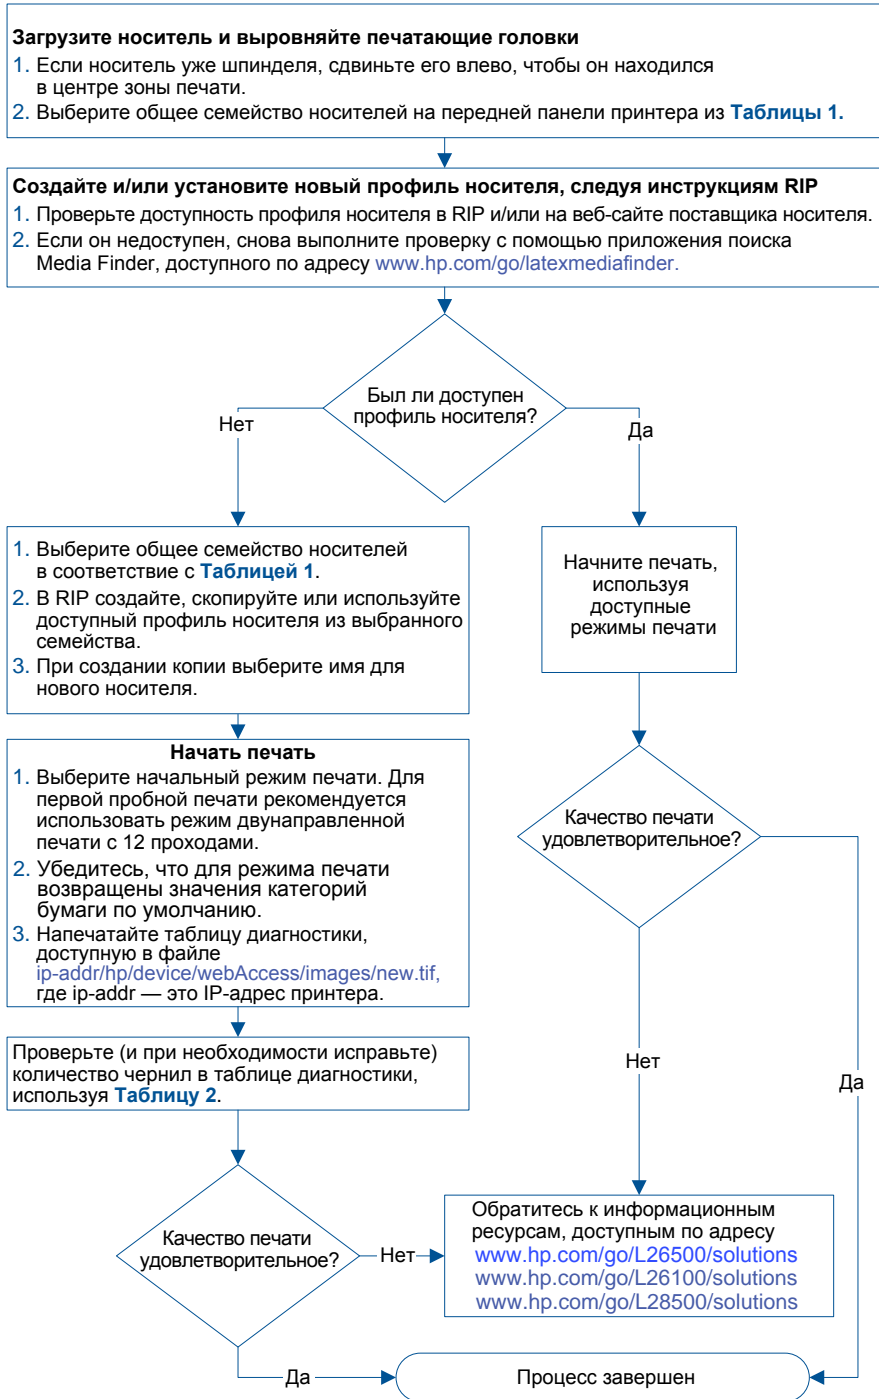 Загрузите носитель и выровняйте печатающие головки
1. Если носитель уже шпинделя, сдвиньте его влево, чтобы он находился
в центре зоны печати.
2. Выберите общее семейство носителей на передней панели принтера из Таблицы 1.
Создайте и/или установите новый профиль носителя, следуя инструкциям RIP
1. Проверьте доступность профиля носителя в RIP и/или на веб-сайте поставщика носителя.
2. Если он недоступен, снова выполните проверку с помощью приложения поиска
Media Finder, доступного по адресу www.hp.com/go/latexmediafinder.
Был ли доступен
профиль носителя?
Нет
Да
1. Выберите общее семейство носителей
в соответствие с Таблицей 1.
2. В RIP создайте, скопируйте или используйте
доступный профиль носителя из выбранного
семейства.
3. При создании копии выберите имя для
нового носителя.
Начните печать,
используя
доступные
режимы печати
Начать печать
1. Выберите начальный режим печати. Для
первой пробной печати рекомендуется
использовать режим двунаправленной
печати с 12 проходами.
2. Убедитесь, что для режима печати
возвращены значения категорий
бумаги по умолчанию.
3. Напечатайте таблицу диагностики,
доступную в файле
ip-addr/hp/device/webAccess/images/new.tif,
где ip-addr — это IP-адрес принтера.
Качество печати
удовлетворительное?
Нет
Да
Проверьте (и при необходимости исправьте)
количество чернил в таблице диагностики,
используя Таблицу 2.
Качество печати
удовлетворительное?
Нет
Обратитесь к информационным
ресурсам, доступным по адресу
www.hp.com/go/L26500/solutions
www.hp.com/go/L26100/solutions
www.hp.com/go/L28500/solutions
Да
Процесс завершен